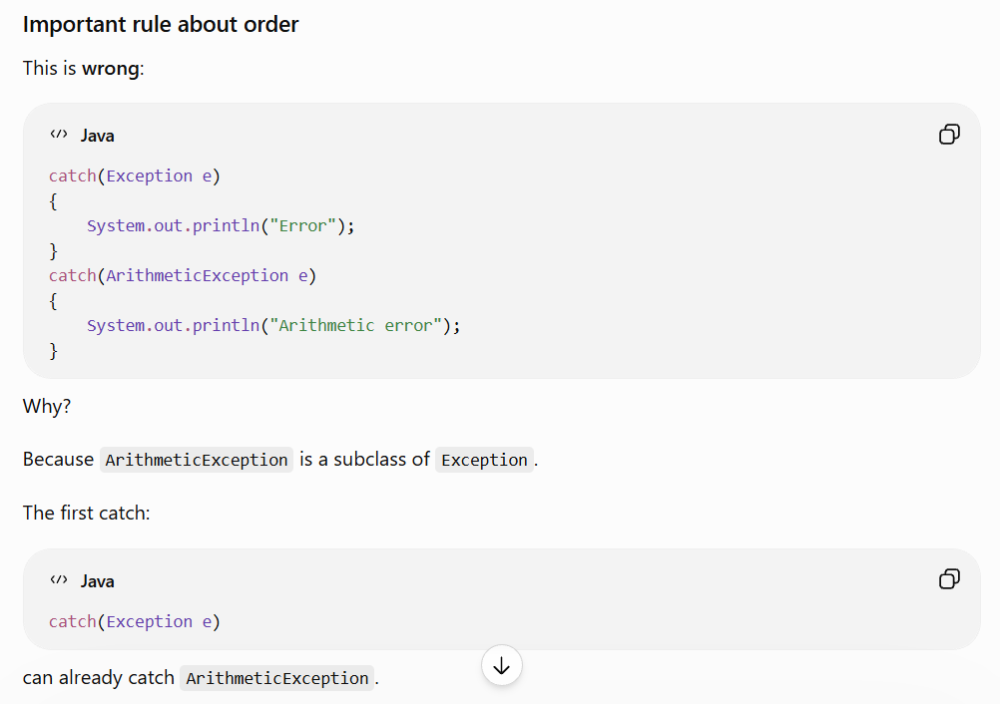 Important rule about order
This is wrong:
Java
catch(Exception e)
{
    System.out.println("Error");
}
catch(ArithmeticException e)
{
    System.out.println("Arithmetic error");
}
Why?
Because ArithmeticException is a subclass of Exception.
The first catch:
Java
catch(Exception e)
can already catch ArithmeticException.